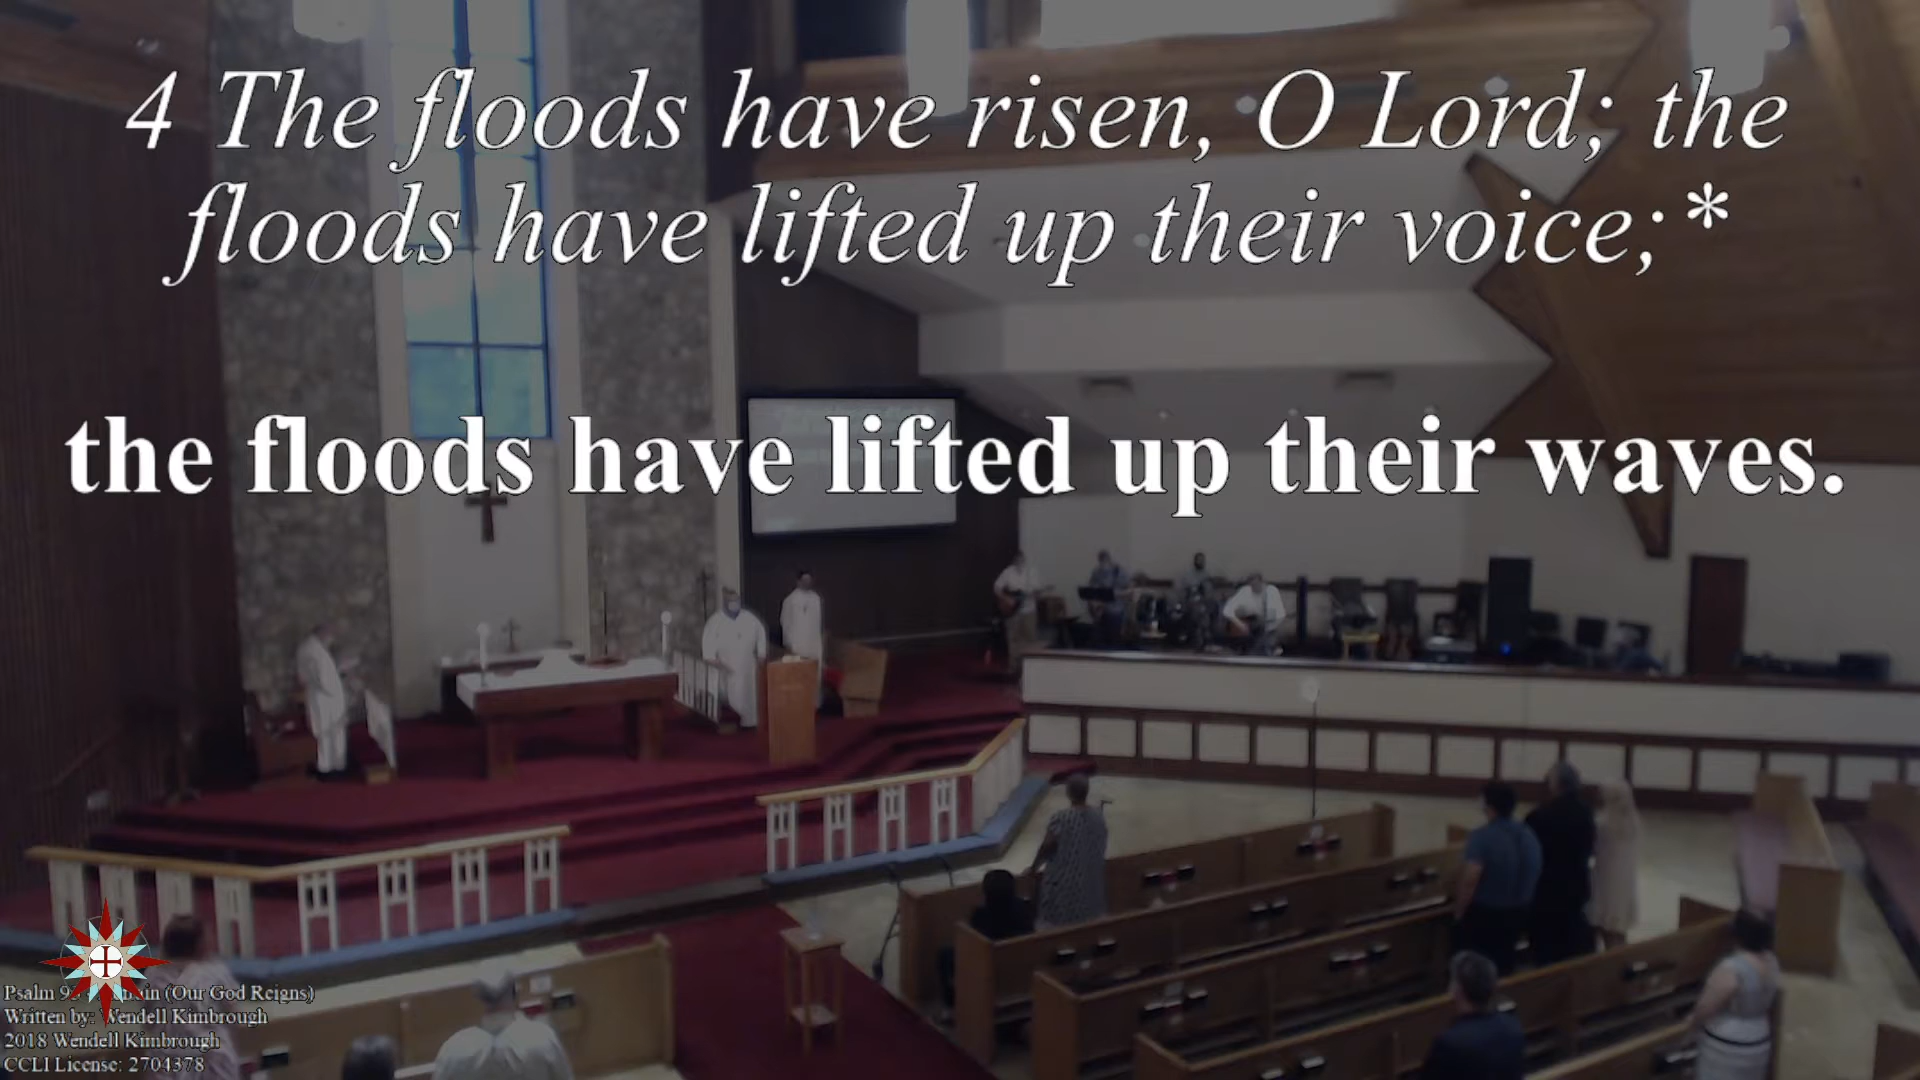 4 The floods have risen, O Lord; the
floods have lifted up their voice;*
the floods have lifted up their waves.
Psalm (Our God Reigns)
Written by: Wendell Kimbrough
2018 Wendell Kimbrough
CCLI License: 2704378